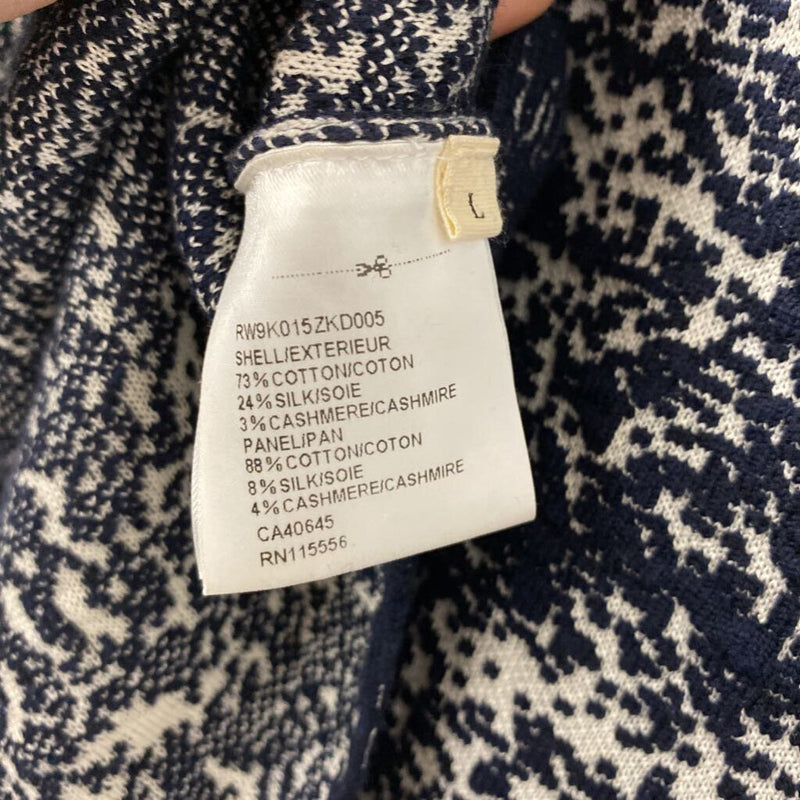 L
RW9K015ZKD005
SHELL/EXTERIEUR
73% COTTON/COTON
24% SILK/SOIE
3% CASHMERE/CASHMIRE
PANEL/PAN
88% COTTON/COTON
8% SILK/SOIE
4% CASHMERE/CASHMIRE
CA40645
RN115556